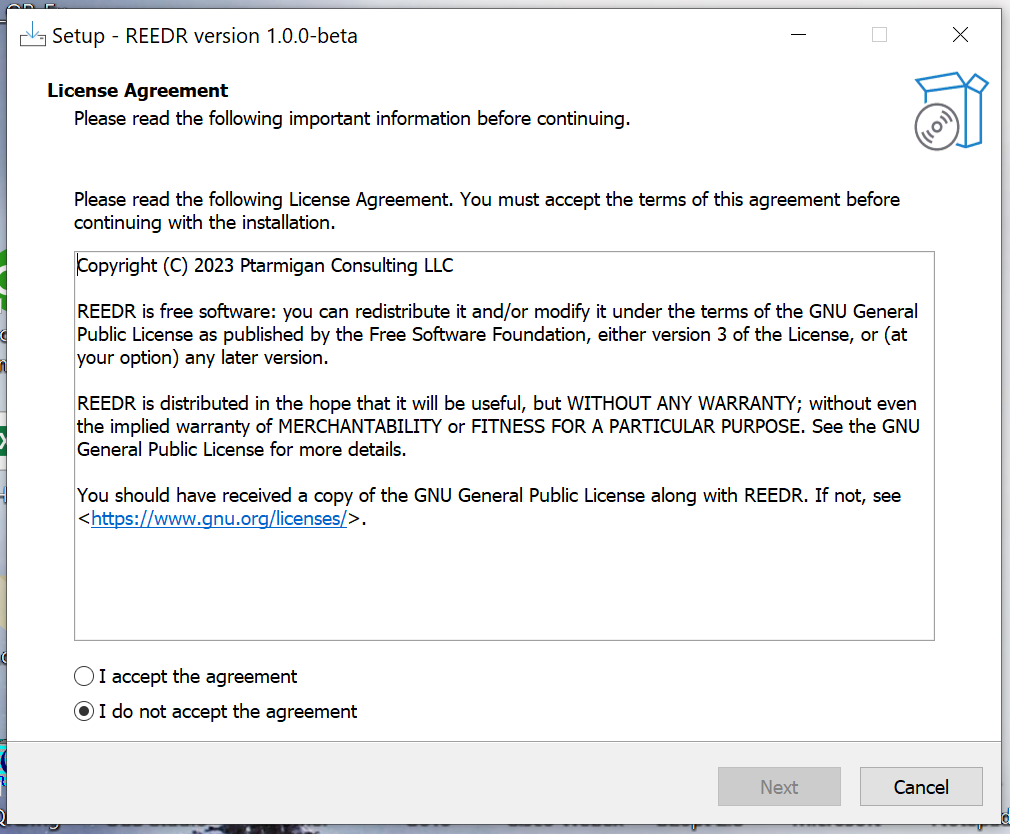 Setup - REEDR version 1.0.0-beta
License Agreement
Please read the following important information before continuing.
Please read the following License Agreement. You must accept the terms of this agreement before
continuing with the installation.
Copyright (C) 2023 Ptarmigan Consulting LLC
REEDR is free software: you can redistribute it and/or modify it under the terms of the GNU General
Public License as published by the Free Software Foundation, either version 3 of the License, or (at
your option) any later version.
REEDR is distributed in the hope that it will be useful, but WITHOUT ANY WARRANTY; without even
the implied warranty of MERCHANTABILITY or FITNESS FOR A PARTICULAR PURPOSE. See the GNU
General Public License for more details.
You should have received a copy of the GNU General Public License along with REEDR. If not, see
<https://www.gnu.org/licenses/>.
I accept the agreement
I do not accept the agreement
Next
Cancel